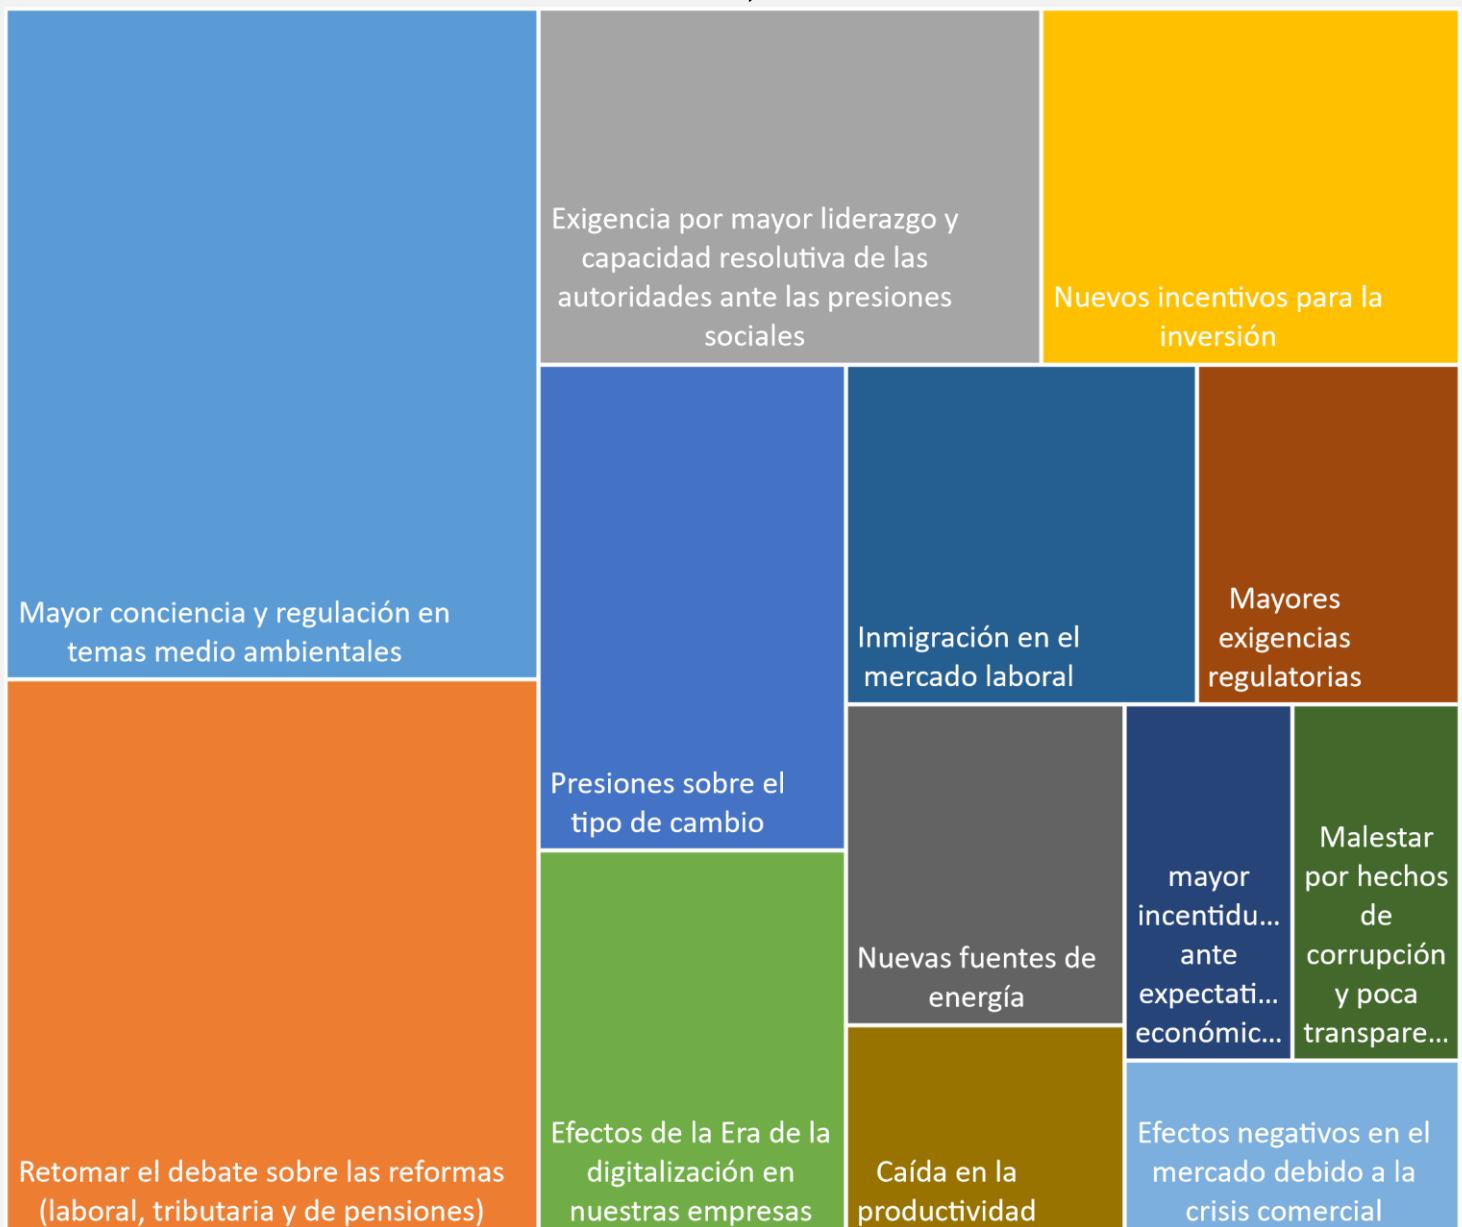 Mayor conciencia y regulación en
temas medio ambientales
Retomar el debate sobre las reformas
(laboral, tributaria y de pensiones)
Exigencia por mayor liderazgo y
capacidad resolutiva de las
autoridades ante las presiones
sociales
Nuevos incentivos para la
inversión
Presiones sobre el
tipo de cambio
Efectos de la Era de la
digitalización en
nuestras empresas
Inmigración en el
mercado laboral
Mayores
exigencias
regulatorias
Nuevas fuentes de
energía
Caída en la
productividad
mayor
incentidu...
ante
expectati...
económic...
Malestar
por hechos
de
corrupción
y poca
transpare...
Efectos negativos en el
mercado debido a la
crisis comercial